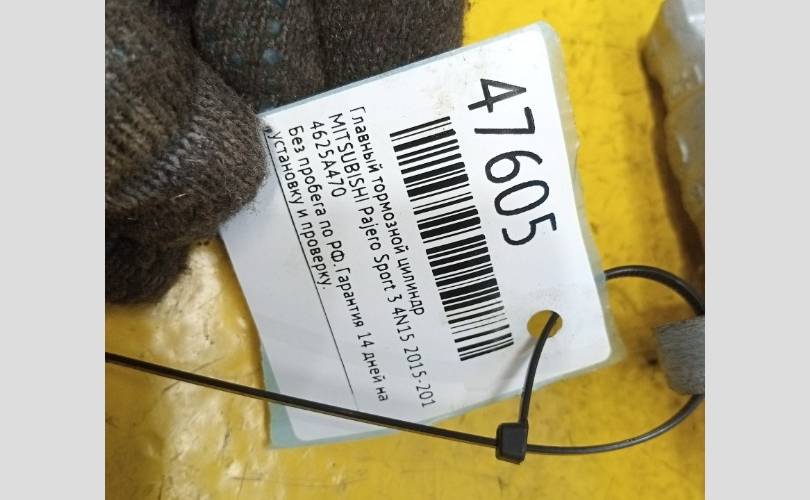 47605
Главный тормозной цилиндр
MITSUBISHI Pajero Sport 3 4N15 2015-201
4625A470
Без пробега по РФ.Гарантия 14 дней на
установку и проверку.